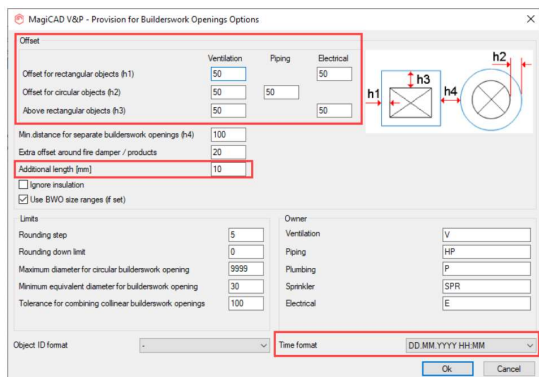 MagiCAD V&P - Provision for Builderswork Openings Options
Offset
Ventilation Piping Electrical
Offset for rectangular objects (h1) 50 50
Offset for circular objects (h2) 50 50
Above rectangular objects (h3) 50 50
h1 h3 h4 h2
Min.distance for separate builderswork openings (h4) 100
Extra offset around fire damper / products 20
Additional length [mm] 10
Ignore insulation
Use BWO size ranges (if set)
Limits
Rounding step 5
Rounding down limit 0
Maximum diameter for circular builderswork opening 9999
Minimum equivalent diameter for builderswork opening 30
Tolerance for combining collinear builderswork openings 100
Owner
Ventilation V
Piping HP
Plumbing P
Sprinkler SPR
Electrical E
Object ID format -
Time format DD.MM.YYYY HH:MM
Ok Cancel